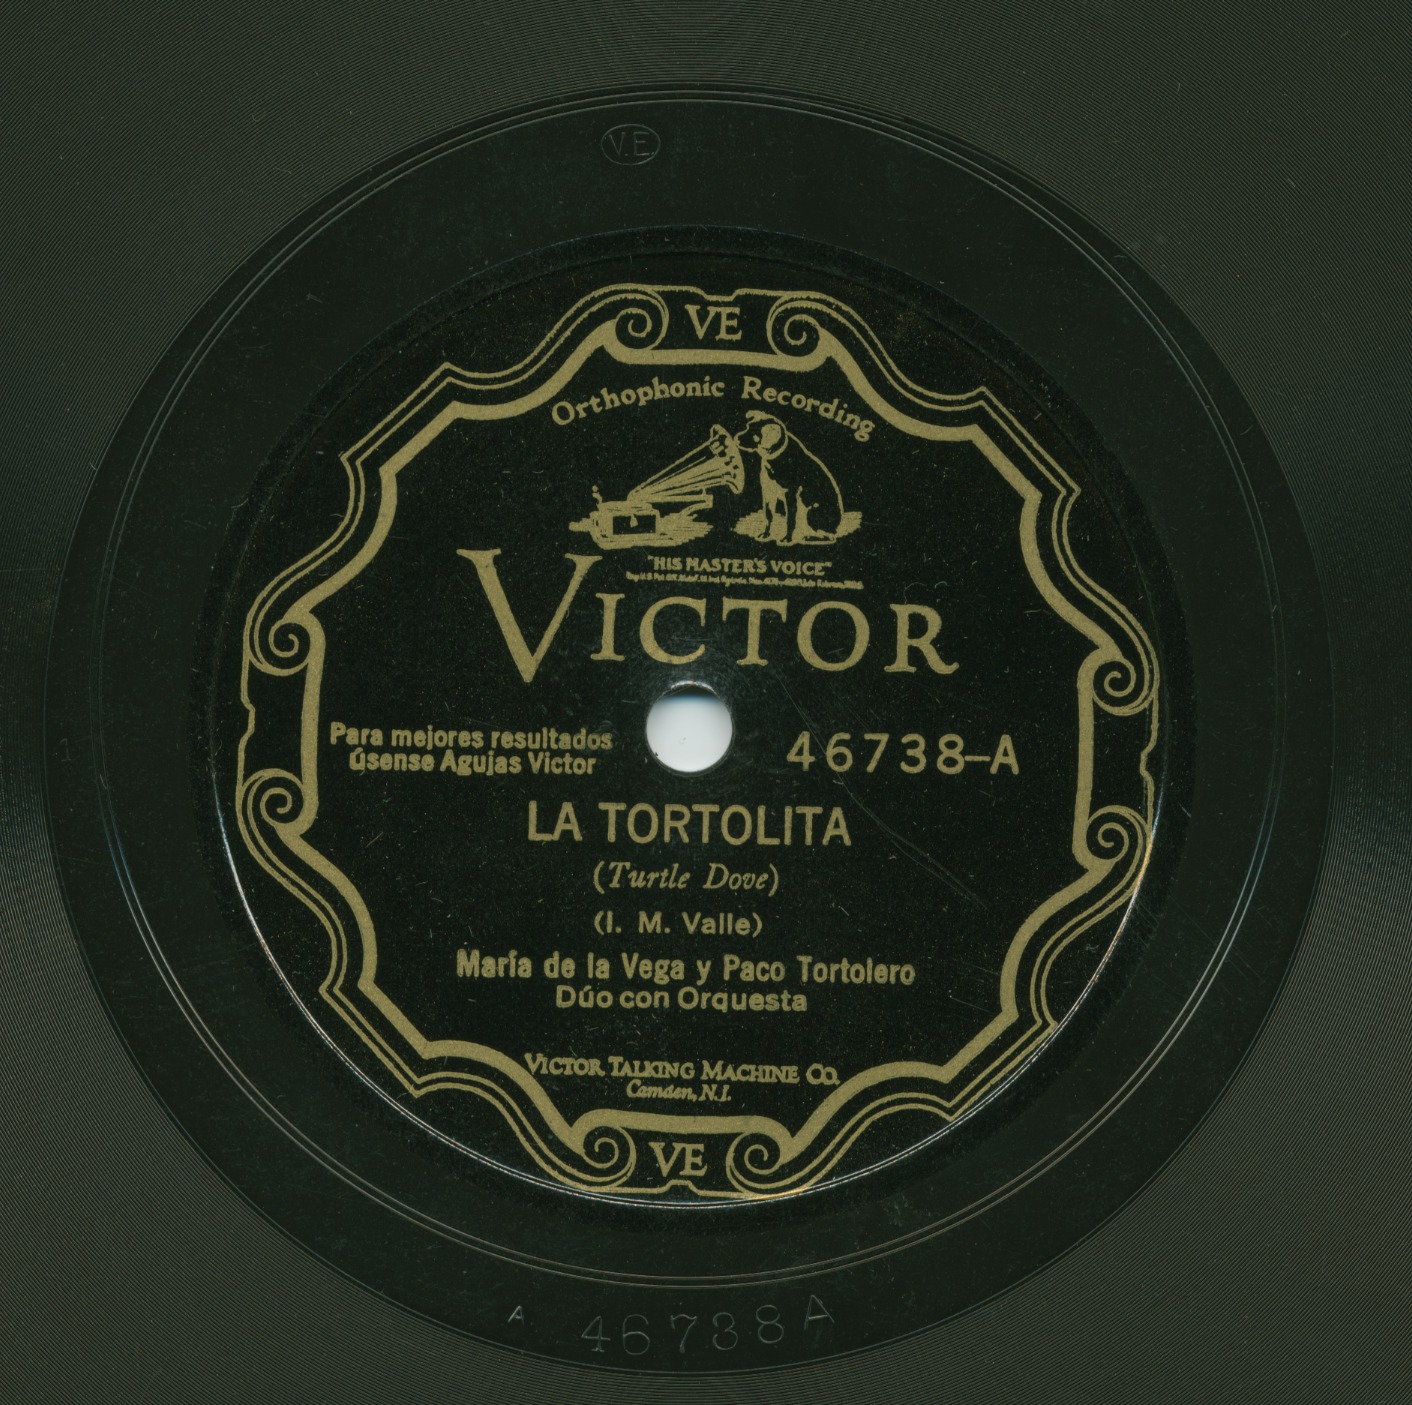 V.E.
VE
Orthophonic Recording
"HIS MASTER'S VOICE"
VICTOR
Para mejores resultados
úsense Agujas Victor
46738-A
LA TORTOLITA
(Turtle Dove)
(I. M. Valle)
María de la Vega y Paco Tortolero
Dúo con Orquesta
VICTOR TALKING MACHINE CO.
Camden, N.J.
VE
A 46738A